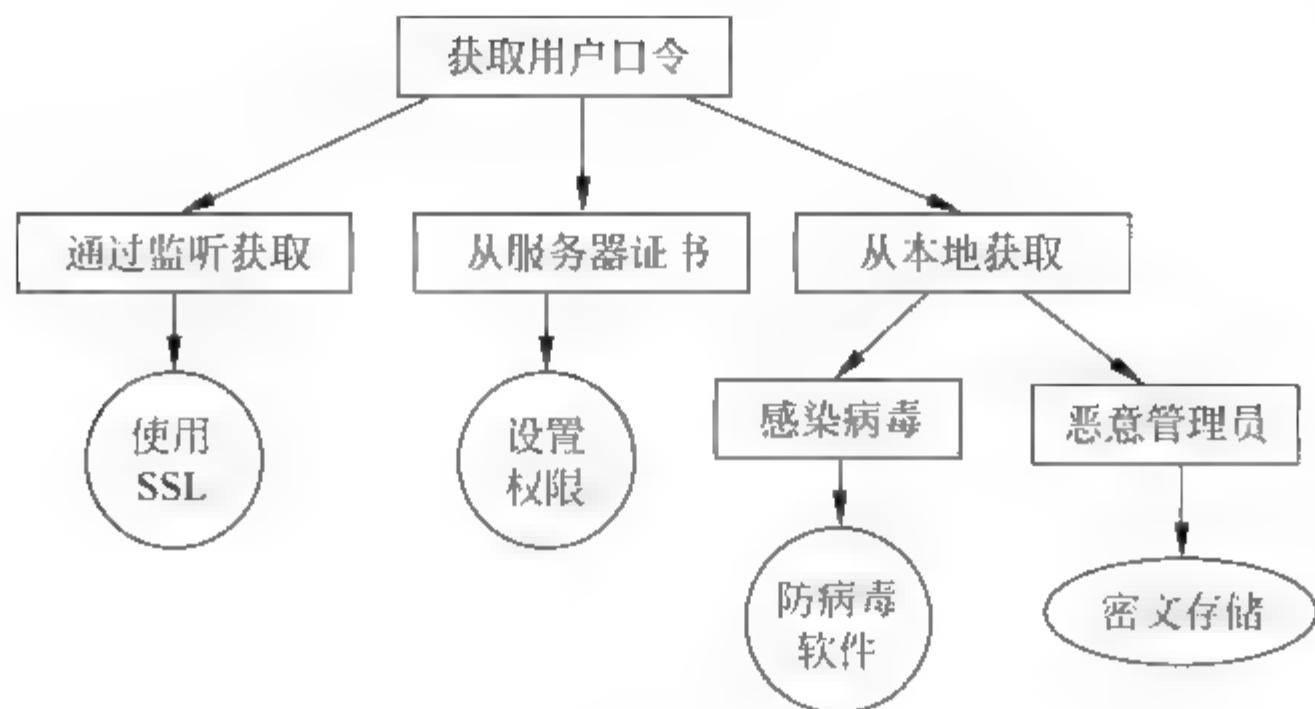 获取用户口令
通过监听获取
从服务器证书
从本地获取
使用
SSL
设置
权限
感染病毒
恶意管理员
防病毒
软件
密文存储